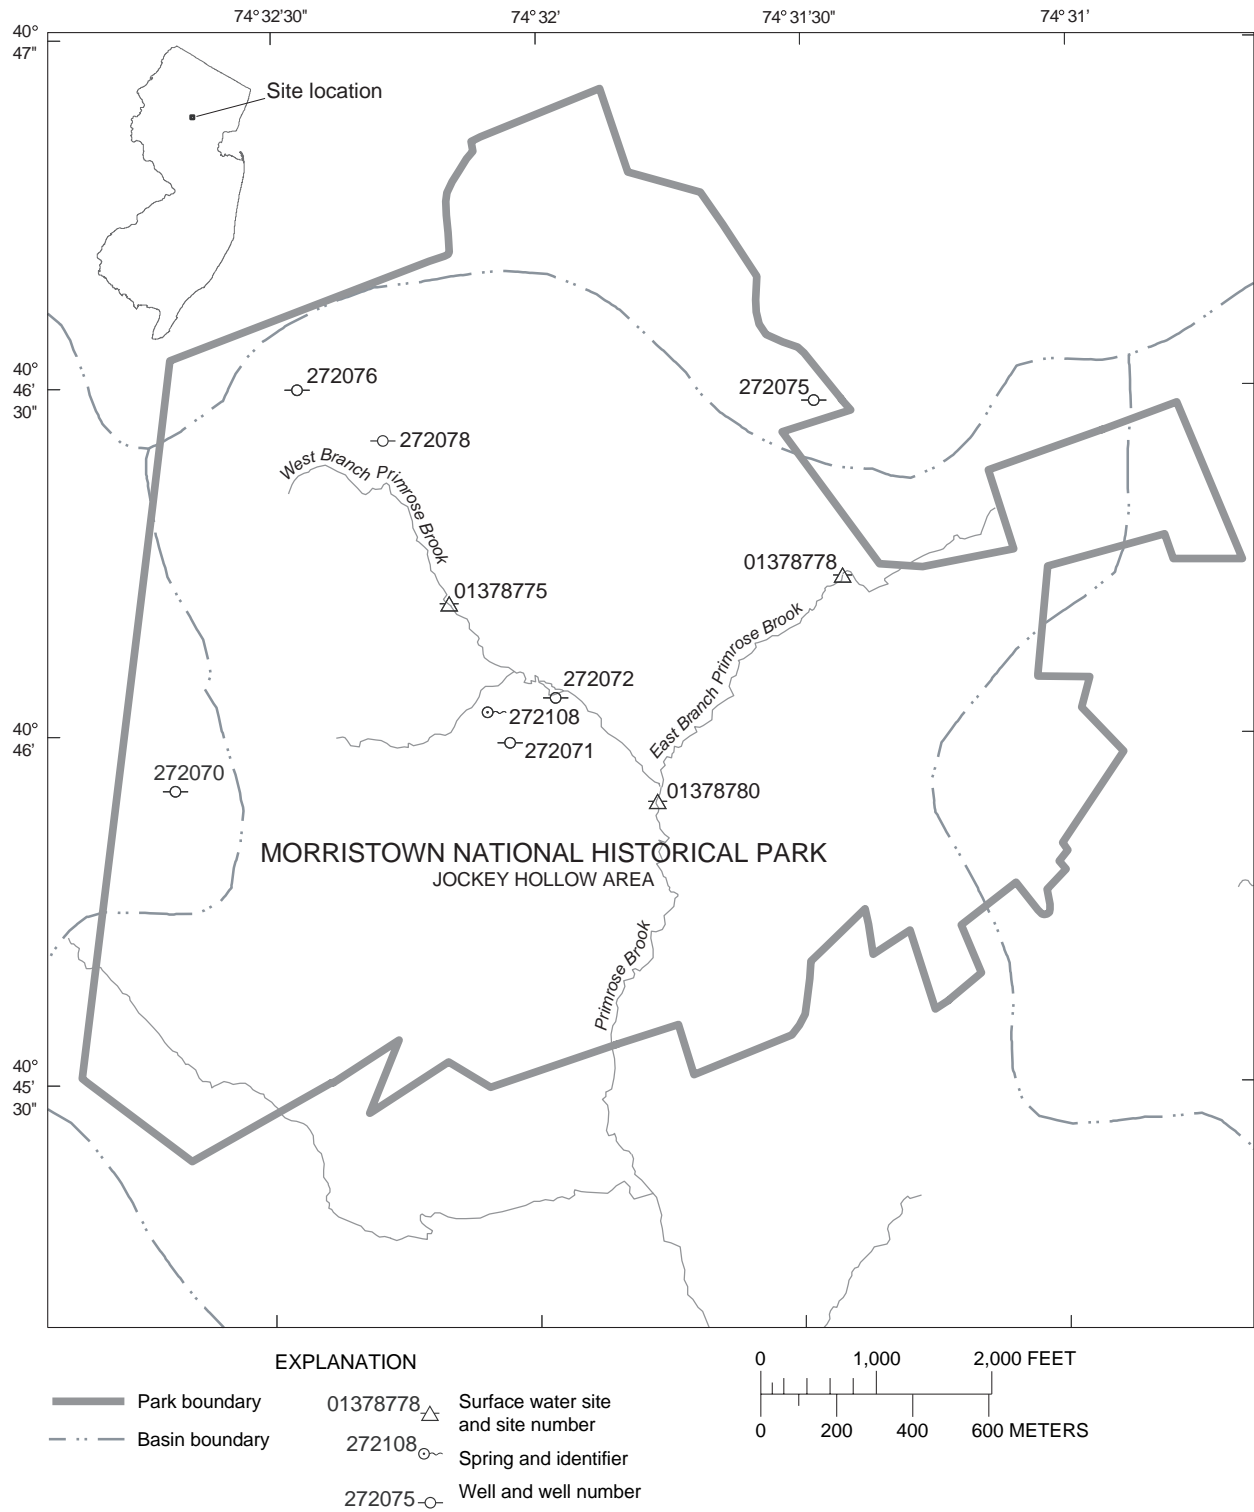 74° 32’ 30”
74° 32’
74° 31’ 30”
74° 31’
40°
47”
Site location
40°
46’
30”
272076
272075
272078
West Branch Primrose Brook
01378778
01378775
East Branch Primrose Brook
272072
272108
40°
46’
272071
272070
01378780
MORRISTOWN NATIONAL HISTORICAL PARK
JOCKEY HOLLOW AREA
Primrose Brook
40°
45’
30”
EXPLANATION
Park boundary
Basin boundary
01378778
Surface water site
and site number
272108
Spring and identifier
272075
Well and well number
0 1,000 2,000 FEET
0 200 400 600 METERS